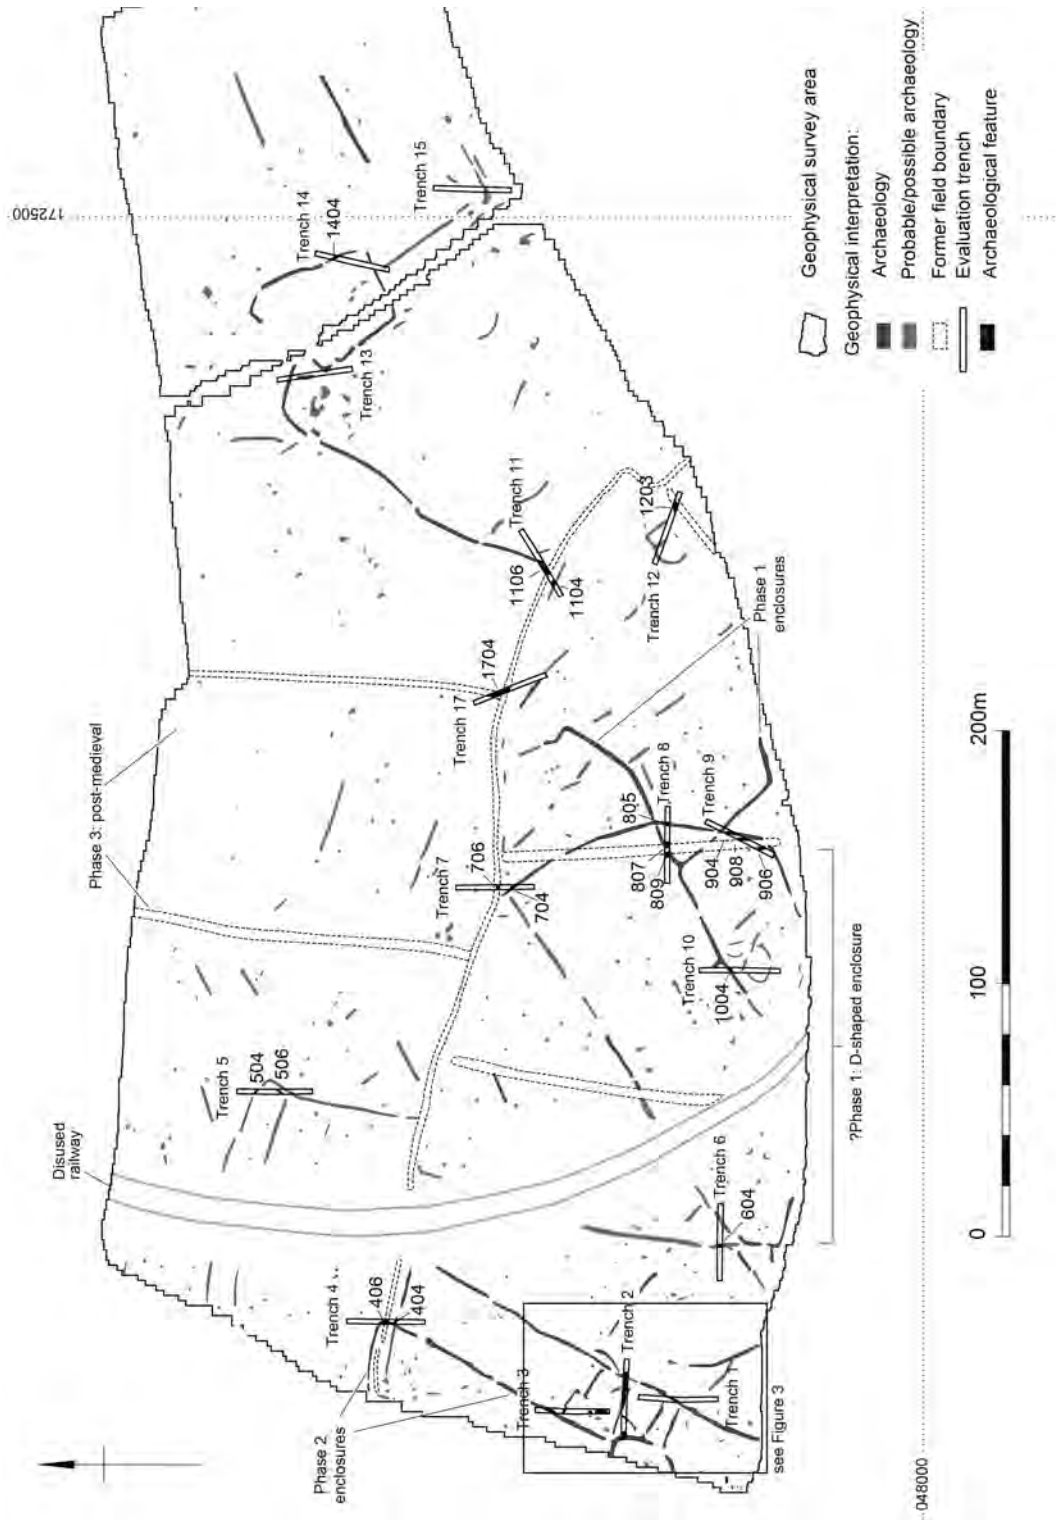 172500
Trench 14
1404
Trench 15
Trench 13
Geophysical survey area
Geophysical interpretation:
Archaeology
Probable/possible archaeology
Former field boundary
Evaluation trench
Archaeological feature
Trench 11
1106
1104
1203
Trench 12
Phase 1
enclosures
1704
Trench 17
Phase 3: post-medieval
Trench 8
805
807
809
Trench 9
904
908
906
706
Trench 7
704
Trench 10
1004
Trench 5
504
506
Disused
railway
Trench 6
604
?Phase 1: D-shaped enclosure
Trench 4
406
404
Trench 2
Trench 3
Trench 1
Phase 2
enclosures
see Figure 3
048000
0
100
200m